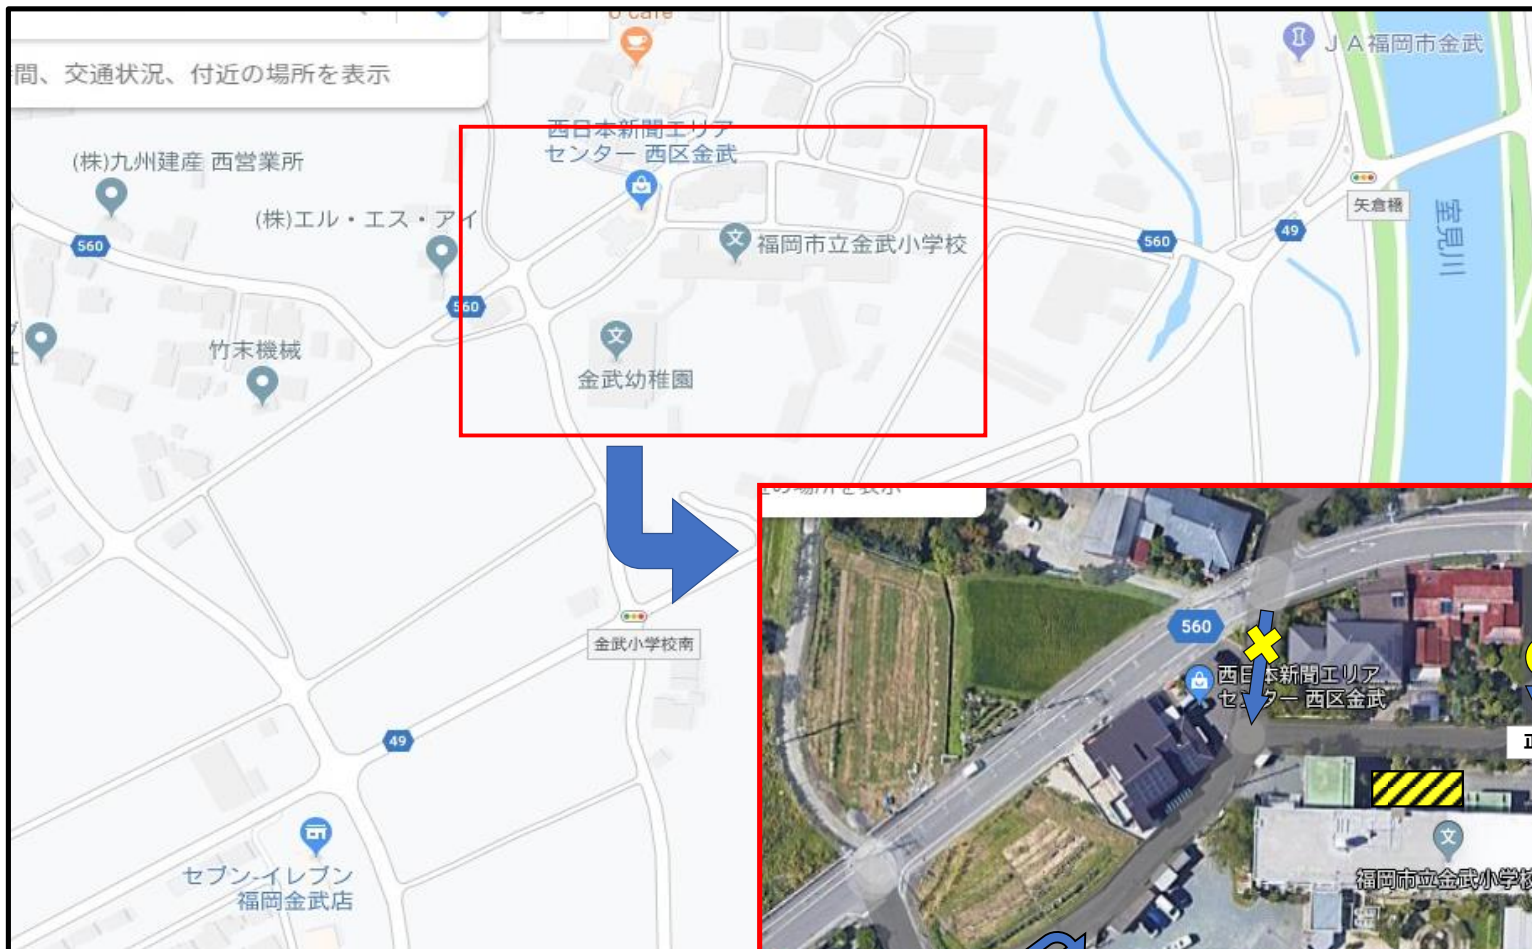 間、交通状況、付近の場所を表示
JA福岡市金武
西日本新聞エリア
センター 西区金武
(株)九州建産 西営業所
(株)エル・エス・アイ
矢倉橋
室見川
560
福岡市立金武小学校
560
49
560
竹末機械
金武幼稚園
金武小学校南
560
西日本新聞エリア
センター 西区金武
49
福岡市立金武小学校
セブン-イレブン
福岡金武店